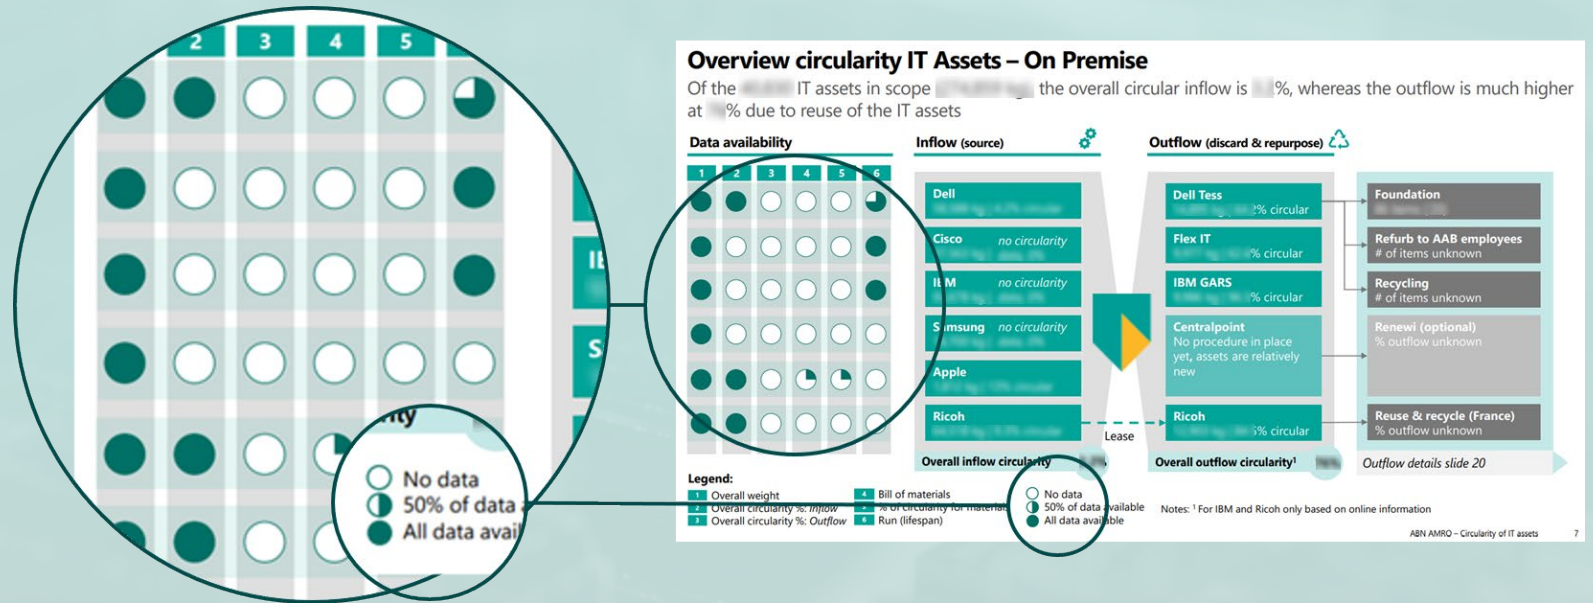 2 3 4 5
IB
S
ity
No data
50% of data
All data avail
Overview circularity IT Assets – On Premise
Of the IT assets in scope the overall circular inflow is %, whereas the outflow is much higher
at % due to reuse of the IT assets
Data availability
1 2 3 4 5 6
Inflow (source)
Dell
Cisco no circularity
IBM no circularity
Samsung no circularity
Apple
Ricoh
Overall inflow circularity
Lease
Outflow (discard & repurpose)
Dell Tess
% circular
Flex IT
% circular
IBM GARS
% circular
Centralpoint
No procedure in place
yet, assets are relatively
new
Ricoh
% circular
Overall outflow circularity¹
Foundation
Refurb to AAB employees
# of items unknown
Recycling
# of items unknown
Renewi (optional)
% outflow unknown
Reuse & recycle (France)
% outflow unknown
Outflow details slide 20
Legend:
1 Overall weight
2 Overall circularity %: Inflow
3 Overall circularity %: Outflow
4 Bill of materials
5 % of circularity for materials
6 Run (lifespan)
No data
50% of data available
All data available
Notes: ¹ For IBM and Ricoh only based on online information
ABN AMRO – Circularity of IT assets 7